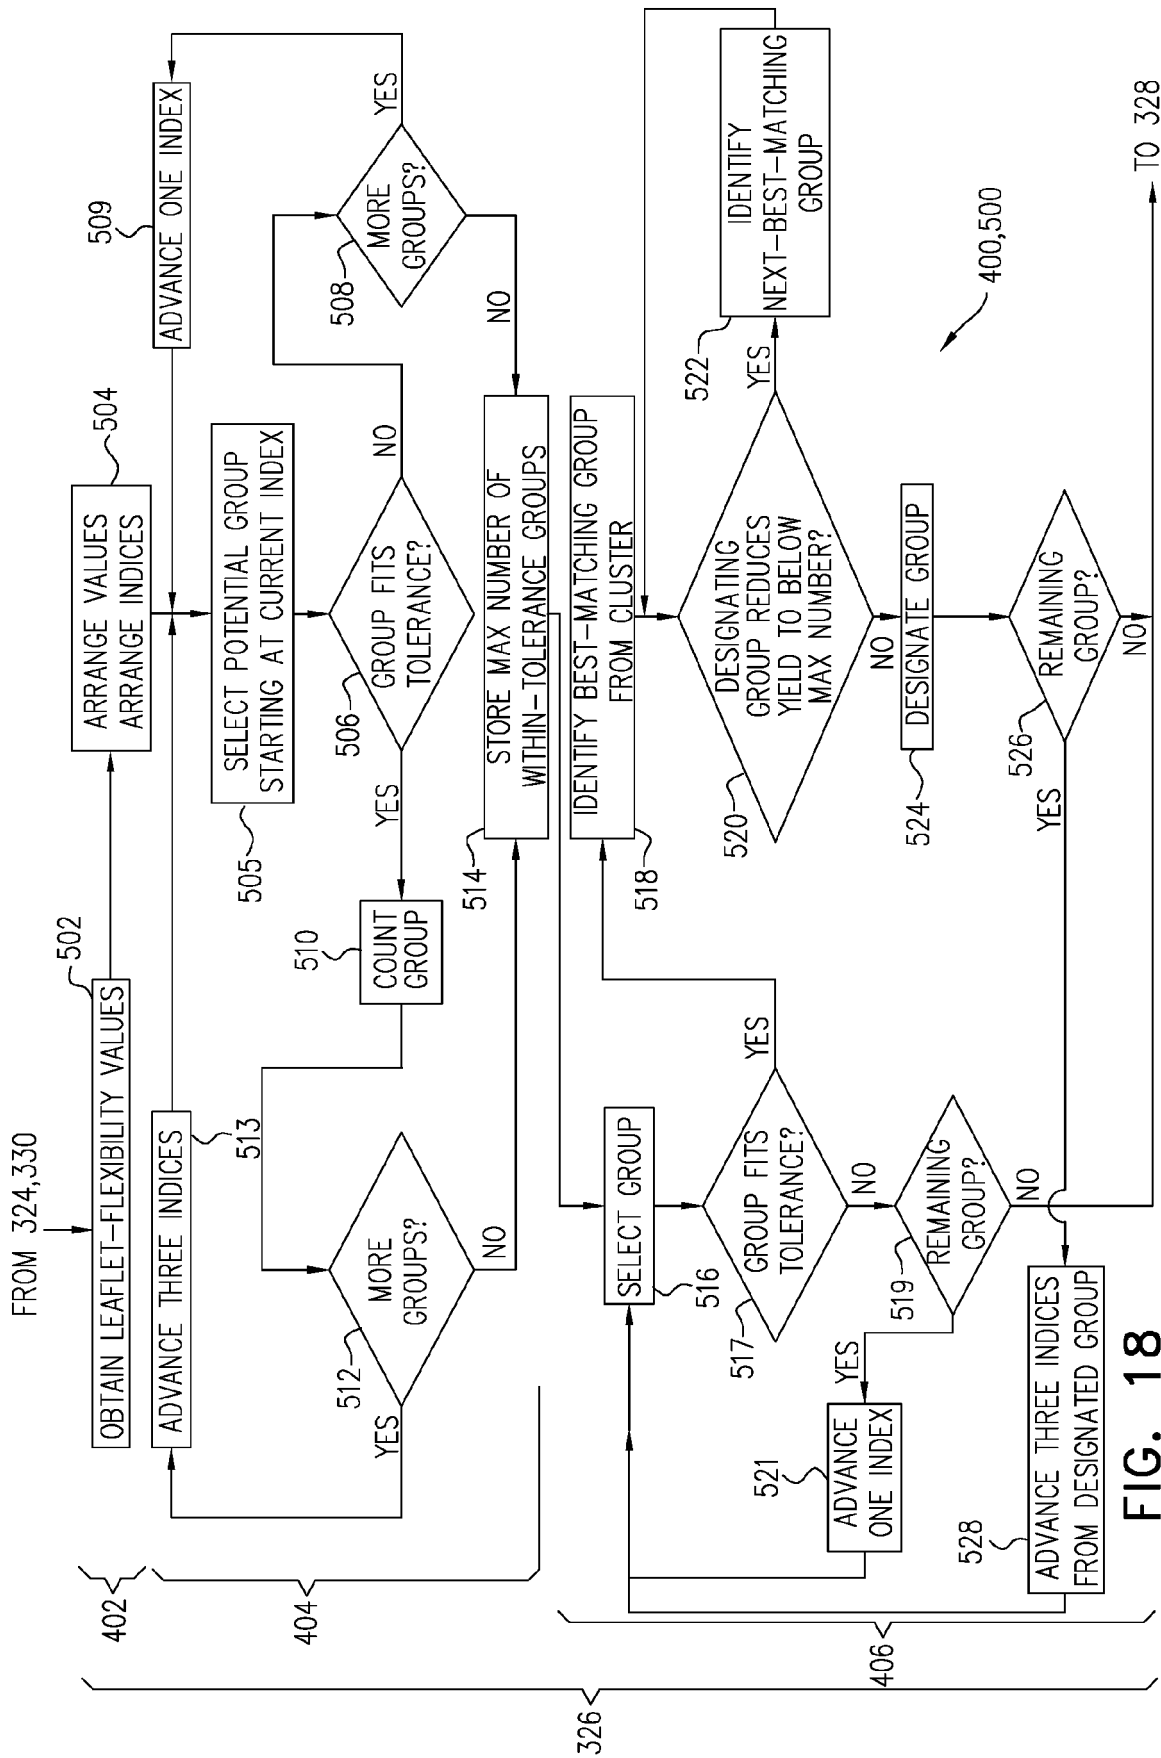 FROM 324,330
OBTAIN LEAFLET-FLEXIBILITY VALUES
502
ARRANGE VALUES
ARRANGE INDICES
504
ADVANCE ONE INDEX
509
ADVANCE THREE INDICES
513
SELECT POTENTIAL GROUP
STARTING AT CURRENT INDEX
505
GROUP FITS
TOLERANCE?
506
YES
NO
COUNT
GROUP
510
MORE
GROUPS?
508
YES
NO
MORE
GROUPS?
512
YES
NO
STORE MAX NUMBER OF
WITHIN-TOLERANCE GROUPS
514
402
404
SELECT GROUP
516
GROUP FITS
TOLERANCE?
517
YES
NO
REMAINING
GROUP?
519
YES
NO
ADVANCE
ONE INDEX
521
IDENTIFY BEST-MATCHING GROUP
FROM CLUSTER
518
DESIGNATING
GROUP REDUCES
YIELD TO BELOW
MAX NUMBER?
520
YES
NO
IDENTIFY
NEXT-BEST-MATCHING
GROUP
522
DESIGNATE GROUP
524
REMAINING
GROUP?
526
YES
NO
ADVANCE THREE INDICES
FROM DESIGNATED GROUP
528
406
326
400,500
TO 328
FIG. 18